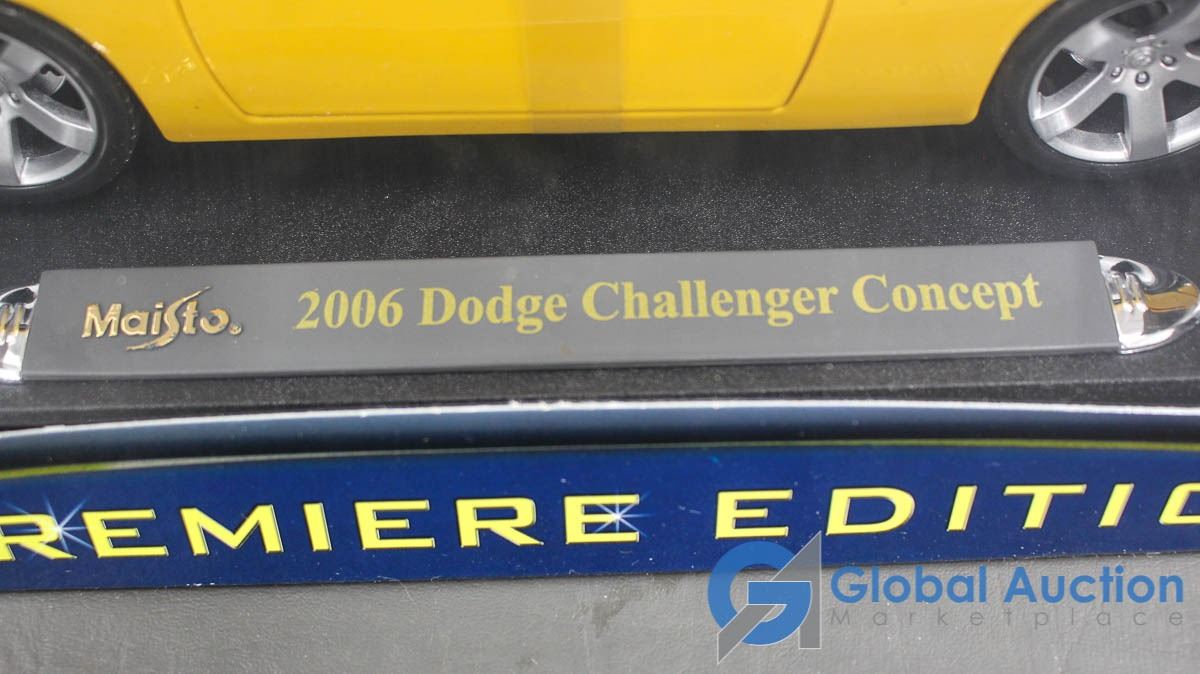 Maisto. 2006 Dodge Challenger Concept
REMIERE EDITIO
Global Auction
Marketplace